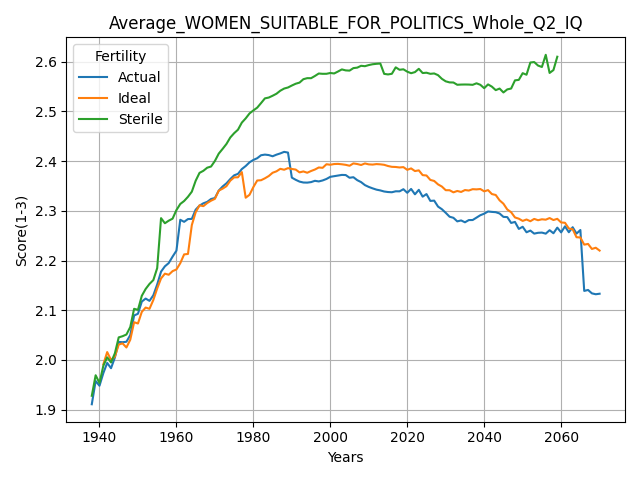 Average_WOMEN_SUITABLE_FOR_POLITICS_Whole_Q2_IQ
Fertility
Actual
Ideal
Sterile
Score(1-3)
2.6
2.5
2.4
2.3
2.2
2.1
2.0
1.9
1940 1960 1980 2000 2020 2040 2060
Years